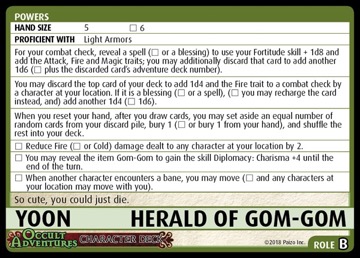 POWERS
HAND SIZE 5 □ 6
PROFICIENT WITH Light Armors
For your combat check, reveal a spell (□ or a blessing) to use your Fortitude skill + 1d8 and
add the Attack, Fire and Magic traits; you may additionally discard that card to add another
1d6 (□ plus the discarded card's adventure deck number).
You may discard the top card of your deck to add 1d4 and the Fire trait to a combat check by
a character at your location. If it is a blessing (□ or a spell), (□ you may recharge the card
instead, and) add another 1d4 (□ 1d6).
When you reset your hand, after you draw cards, you may set aside an equal number of
random cards from your discard pile, bury 1 (□ or bury 1 from your hand), and shuffle the
rest into your deck.
□ Reduce Fire (□ or Cold) damage dealt to any character at your location by 2.
□ You may reveal the item Gom-Gom to gain the skill Diplomacy: Charisma +4 until the
end of the turn.
□ When another character encounters a bane, you may move (□ and any characters at
your location may move with you).
So cute, you could just die.
YOON HERALD OF GOM-GOM
OCCULT
ADVENTURES CHARACTER DECK
©2018 Paizo Inc. ROLE B